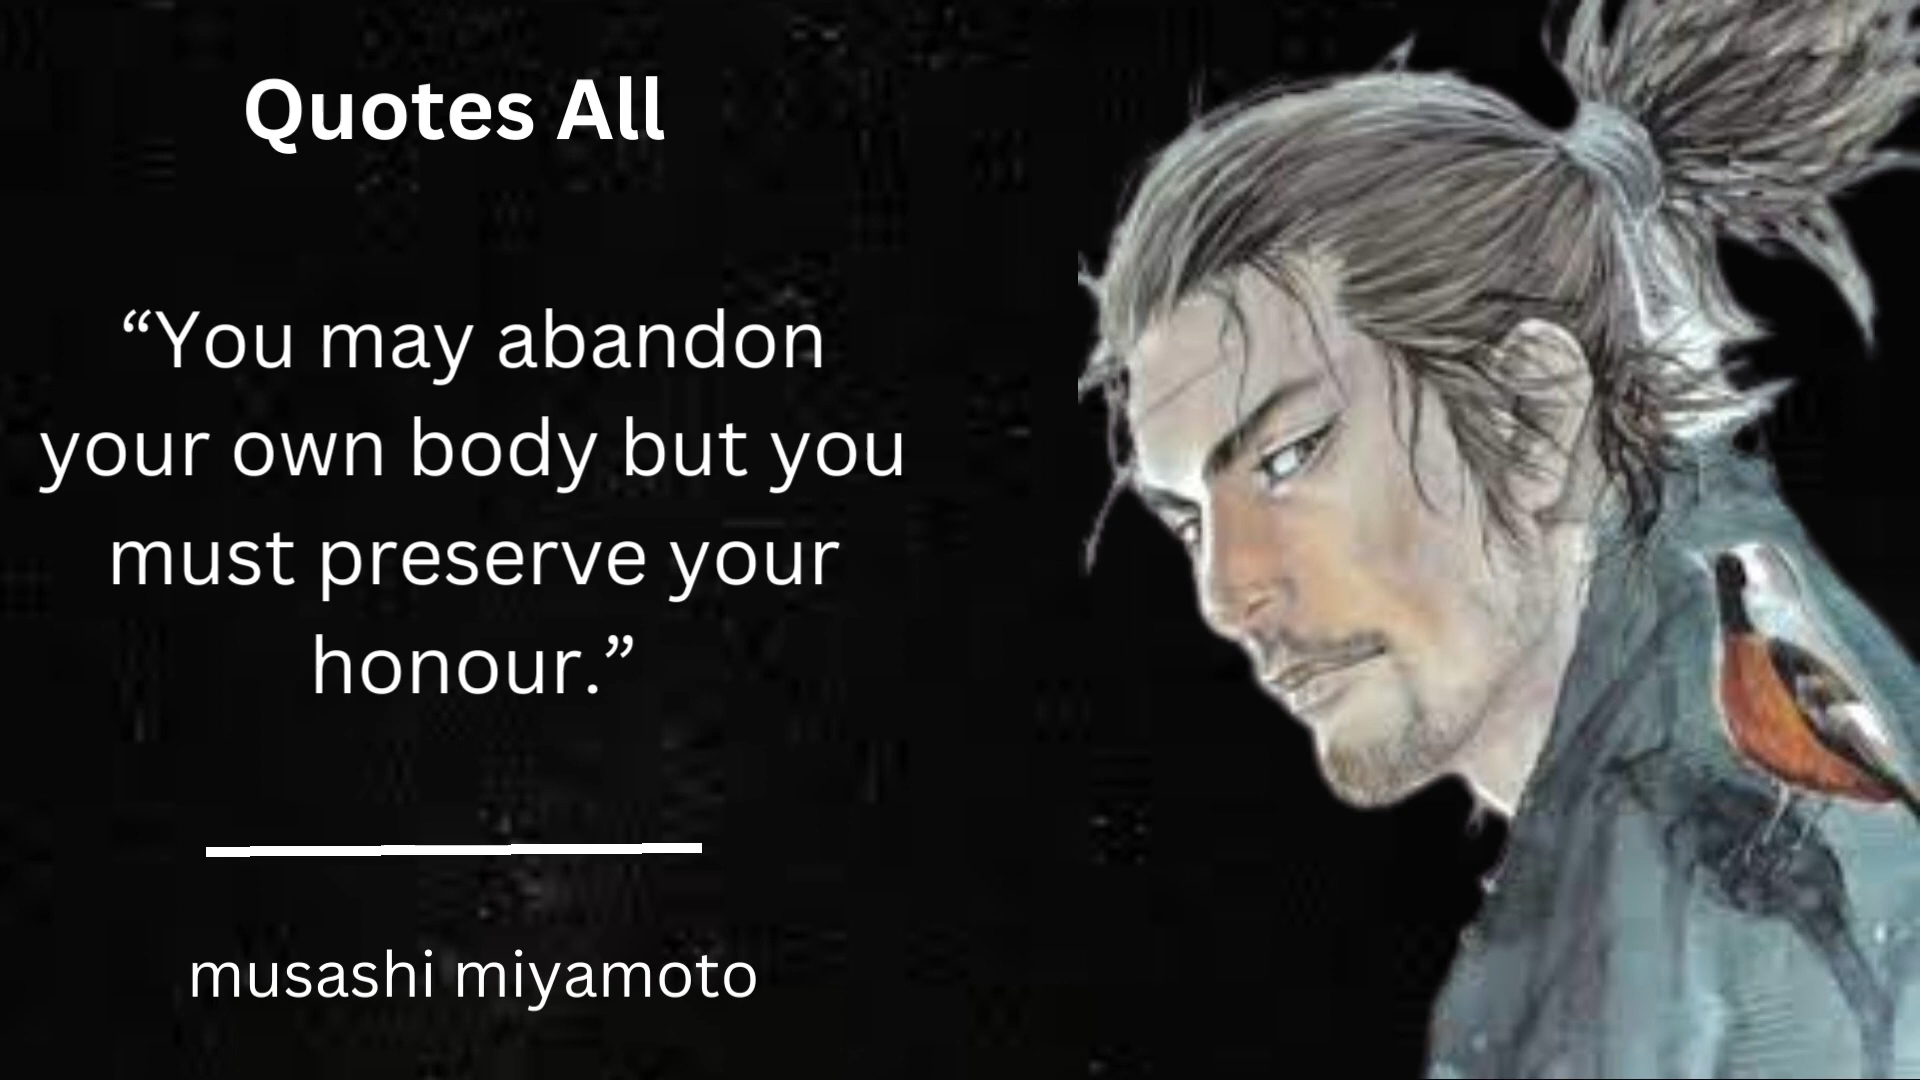 Quotes All
“You may abandon
your own body but you
must preserve your
honour.”
musashi miyamoto